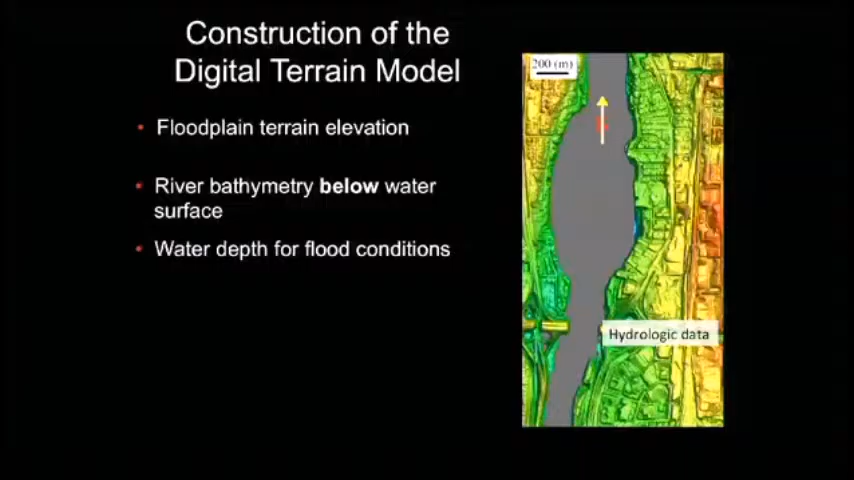 Construction of the
Digital Terrain Model
• Floodplain terrain elevation
• River bathymetry below water
surface
• Water depth for flood conditions
200 (m)
Hydrologic data